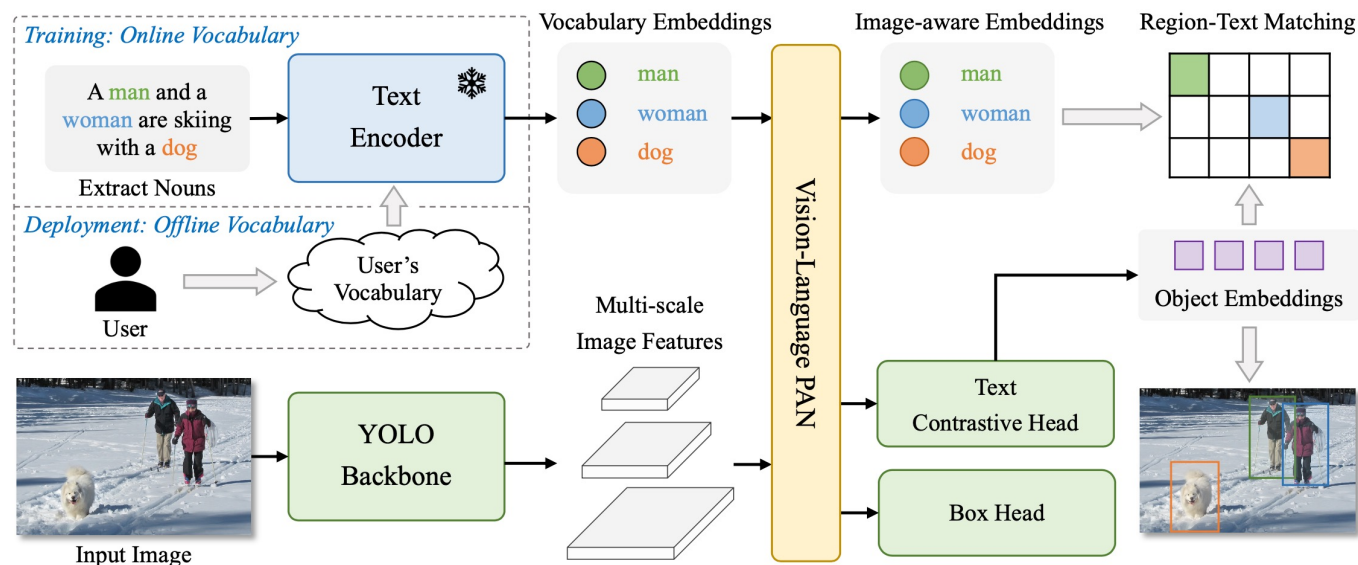 Training: Online Vocabulary
A man and a
woman are skiing
with a dog
Extract Nouns
Text
Encoder
Vocabulary Embeddings
man
woman
dog
Image-aware Embeddings
man
woman
dog
Region-Text Matching
Deployment: Offline Vocabulary
User
User's
Vocabulary
Multi-scale
Image Features
Vision-Language PAN
Object Embeddings
Text
Contrastive Head
YOLO
Backbone
Box Head
Input Image